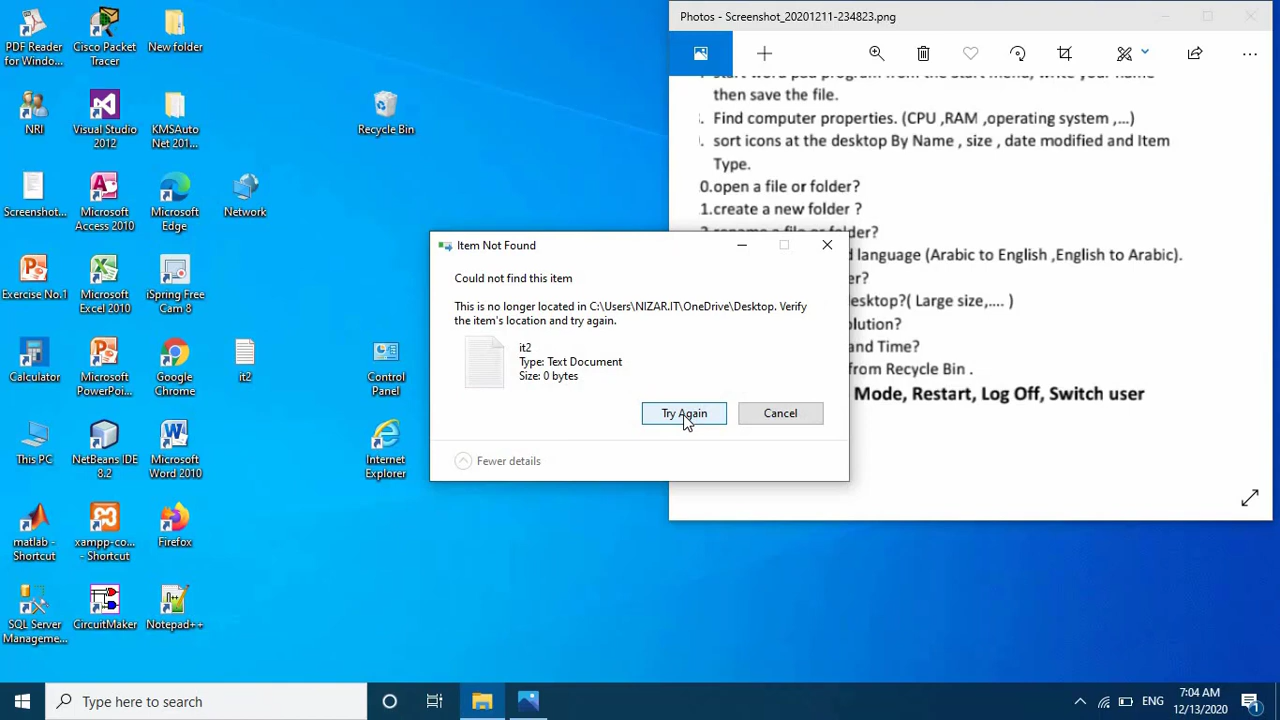 PDF Reader
for Windo...
Cisco Packet
Tracer
New folder
NRI
Visual Studio
2012
KMSAuto
Net 201...
Recycle Bin
Screenshot...
Microsoft
Access 2010
Microsoft
Edge
Network
Exercise No.1
Microsoft
Excel 2010
iSpring Free
Cam 8
Calculator
Microsoft
PowerPoi...
Google
Chrome
it2
Control
Panel
This PC
NetBeans IDE
8.2
Microsoft
Word 2010
Internet
Explorer
matlab -
Shortcut
xampp-co...
- Shortcut
Firefox
SQL Server
Manageme...
CircuitMaker
Notepad++
Photos - Screenshot_20201211-234823.png
start word pad program from the Start menu, write your name
then save the file.
. Find computer properties. (CPU ,RAM ,operating system ,...)
. sort icons at the desktop By Name , size , date modified and Item
Type.
0.open a file or folder?
1.create a new folder ?
rename a file or folder?
language (Arabic to English ,English to Arabic).
er?
esktop?( Large size,.... )
olution?
and Time?
from Recycle Bin .
Mode, Restart, Log Off, Switch user
Item Not Found
Could not find this item
This is no longer located in C:\Users\NIZAR.IT\OneDrive\Desktop. Verify
the item's location and try again.
it2
Type: Text Document
Size: 0 bytes
Try Again
Cancel
Fewer details
Type here to search
ENG
7:04 AM
12/13/2020
1